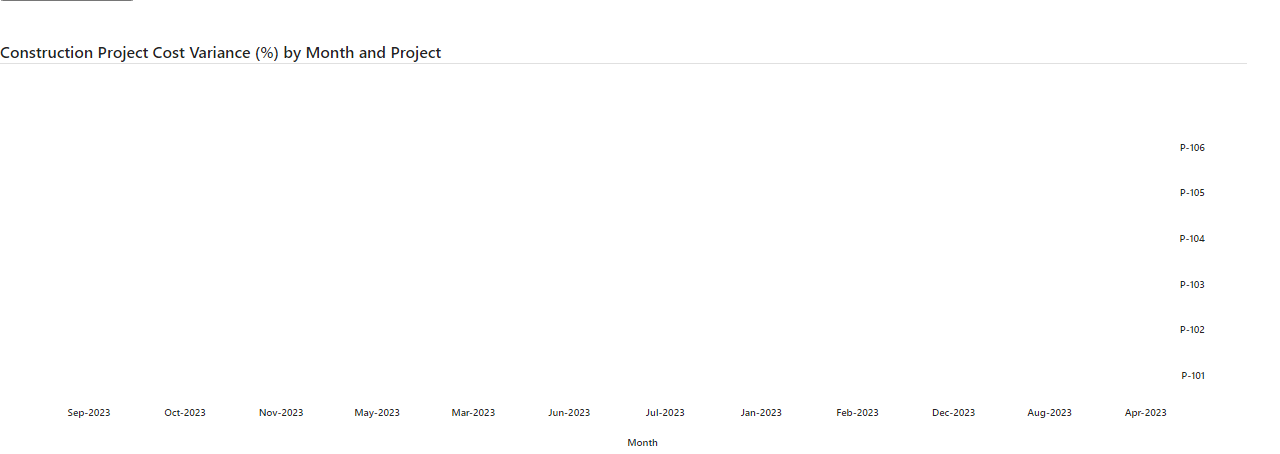 Construction Project Cost Variance (%) by Month and Project
P-106
P-105
P-104
P-103
P-102
P-101
Sep-2023 Oct-2023 Nov-2023 May-2023 Mar-2023 Jun-2023 Jul-2023 Jan-2023 Feb-2023 Dec-2023 Aug-2023 Apr-2023
Month